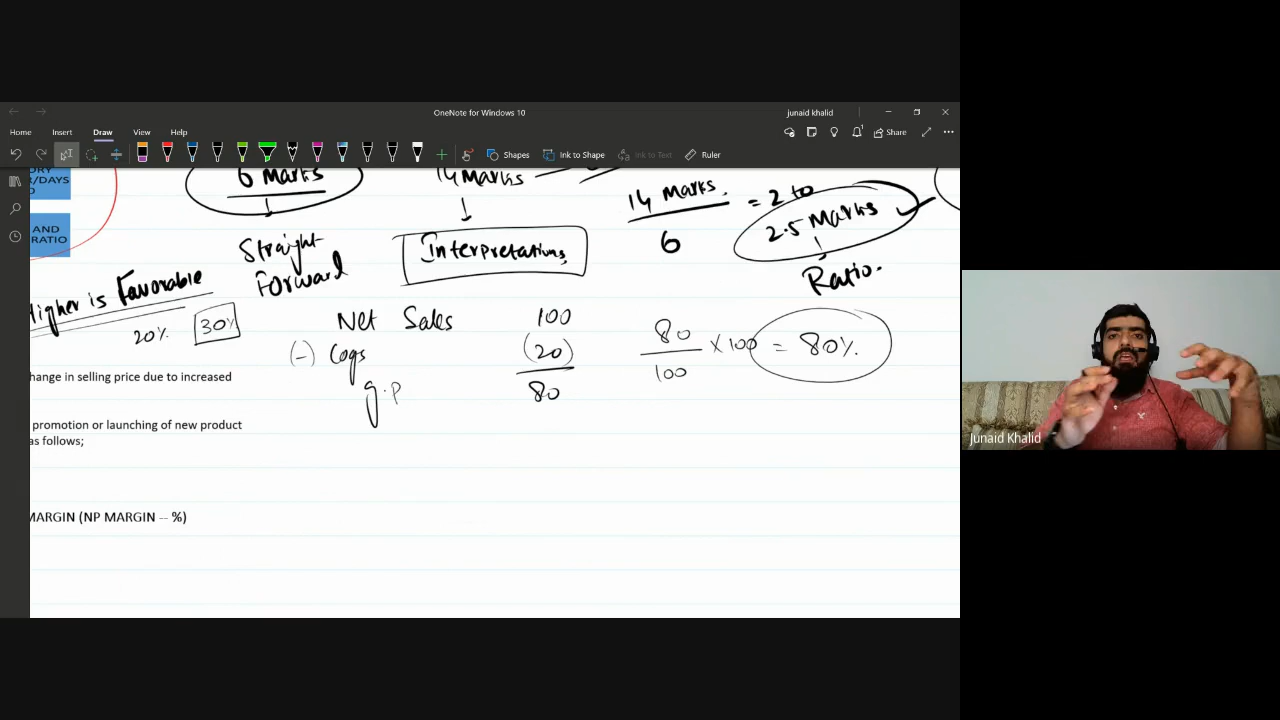 OneNote for Windows 10
junaid khalid
Home Insert Draw View Help
Share
Shapes Ink to Shape Ink to Text Ruler
ORY
R/DAYS
D
AND
RATIO
6 Marks
14 Marks
14 Marks = 2 to
6 2.5 Marks
Ratio.
Straight
Forward
Interpretations
Higher is Favorable
20% 30%
Net Sales 100
(-) Cogs (20)
g.p 80
80
100 × 100 = 80%
hange in selling price due to increased
promotion or launching of new product
as follows;
MARGIN (NP MARGIN -- %)
Junaid Khalid